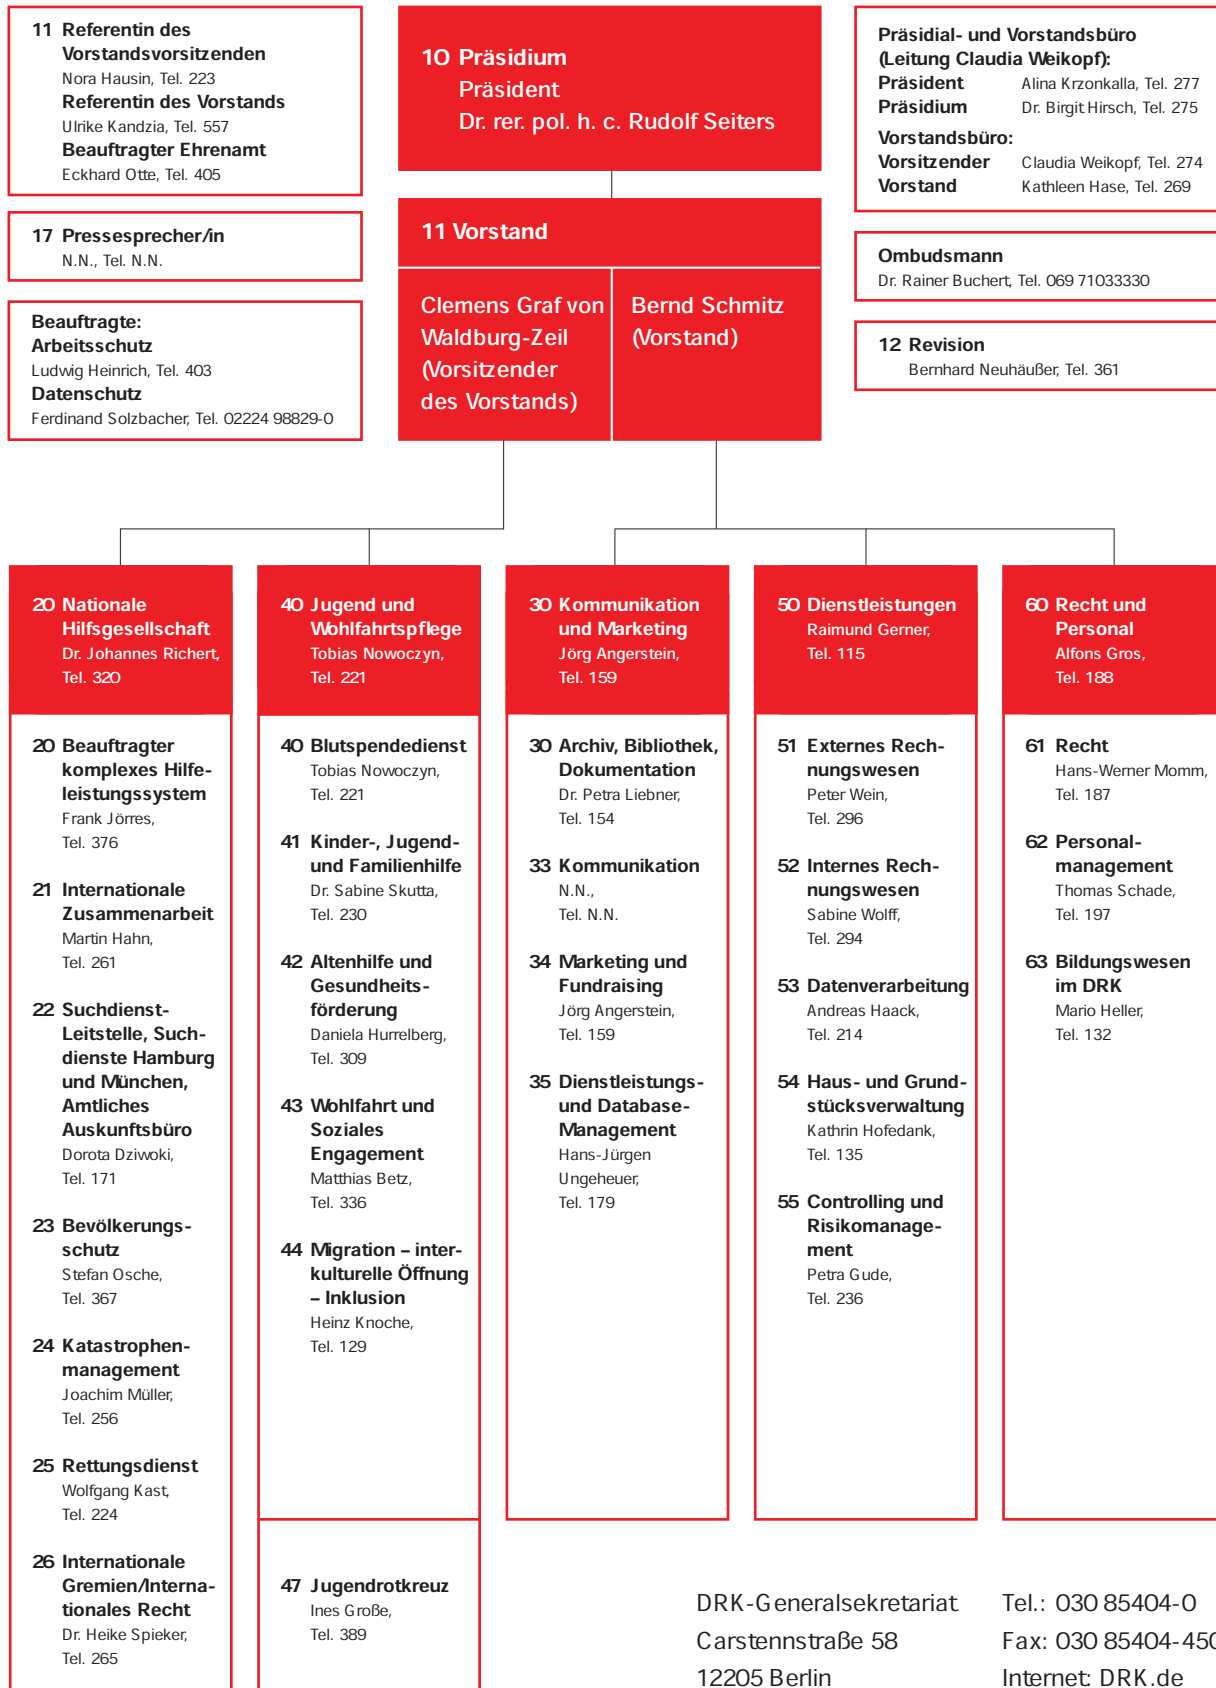 11 Referentin des
Vorstandsvorsitzenden
Nora Hausin, Tel. 223
Referentin des Vorstands
Ulrike Kandzia, Tel. 557
Beauftragter Ehrenamt
Eckhard Otte, Tel. 405
17 Pressesprecher/in
N.N., Tel. N.N.
Beauftragte:
Arbeitsschutz
Ludwig Heinrich, Tel. 403
Datenschutz
Ferdinand Solzbacher, Tel. 02224 98829-0
10 Präsidium
Präsident
Dr. rer. pol. h. c. Rudolf Seiters
11 Vorstand
Clemens Graf von
Waldburg-Zeil
(Vorsitzender
des Vorstands)
Bernd Schmitz
(Vorstand)
Präsidial- und Vorstandsbüro
(Leitung Claudia Weikopf):
Präsident Alina Krzonkalla, Tel. 277
Präsidium Dr. Birgit Hirsch, Tel. 275
Vorstandsbüro:
Vorsitzender Claudia Weikopf, Tel. 274
Vorstand Kathleen Hase, Tel. 269
Ombudsmann
Dr. Rainer Buchert, Tel. 069 71033330
12 Revision
Bernhard Neuhäußer, Tel. 361
20 Nationale
Hilfsgesellschaft
Dr. Johannes Richert,
Tel. 320
20 Beauftragter
komplexes Hilfe-
leistungssystem
Frank Jörres,
Tel. 376
21 Internationale
Zusammenarbeit
Martin Hahn,
Tel. 261
22 Suchdienst-
Leitstelle, Such-
dienste Hamburg
und München,
Amtliches
Auskunftsbüro
Dorota Dziwoki,
Tel. 171
23 Bevölkerungs-
schutz
Stefan Osche,
Tel. 367
24 Katastrophen-
management
Joachim Müller,
Tel. 256
25 Rettungsdienst
Wolfgang Kast,
Tel. 224
26 Internationale
Gremien/Interna-
tionales Recht
Dr. Heike Spieker,
Tel. 265
40 Jugend und
Wohlfahrtspflege
Tobias Nowoczyn,
Tel. 221
40 Blutspendedienst
Tobias Nowoczyn,
Tel. 221
41 Kinder-, Jugend-
und Familienhilfe
Dr. Sabine Skutta,
Tel. 230
42 Altenhilfe und
Gesundheits-
förderung
Daniela Hurrelberg,
Tel. 309
43 Wohlfahrt und
Soziales
Engagement
Matthias Betz,
Tel. 336
44 Migration – inter-
kulturelle Öffnung
– Inklusion
Heinz Knoche,
Tel. 129
47 Jugendrotkreuz
Ines Große,
Tel. 389
30 Kommunikation
und Marketing
Jörg Angerstein,
Tel. 159
30 Archiv, Bibliothek,
Dokumentation
Dr. Petra Liebner,
Tel. 154
33 Kommunikation
N.N.,
Tel. N.N.
34 Marketing und
Fundraising
Jörg Angerstein,
Tel. 159
35 Dienstleistungs-
und Database-
Management
Hans-Jürgen
Ungeheuer,
Tel. 179
50 Dienstleistungen
Raimund Gerner,
Tel. 115
51 Externes Rech-
nungswesen
Peter Wein,
Tel. 296
52 Internes Rech-
nungswesen
Sabine Wolff,
Tel. 294
53 Datenverarbeitung
Andreas Haack,
Tel. 214
54 Haus- und Grund-
stücksverwaltung
Kathrin Hofedank,
Tel. 135
55 Controlling und
Risikomanage-
ment
Petra Gude,
Tel. 236
60 Recht und
Personal
Alfons Gros,
Tel. 188
61 Recht
Hans-Werner Momm,
Tel. 187
62 Personal-
management
Thomas Schade,
Tel. 197
63 Bildungswesen
im DRK
Mario Heller,
Tel. 132
DRK-Generalsekretariat
Carstennstraße 58
12205 Berlin
Tel.: 030 85404-0
Fax: 030 85404-450
Internet: DRK.de